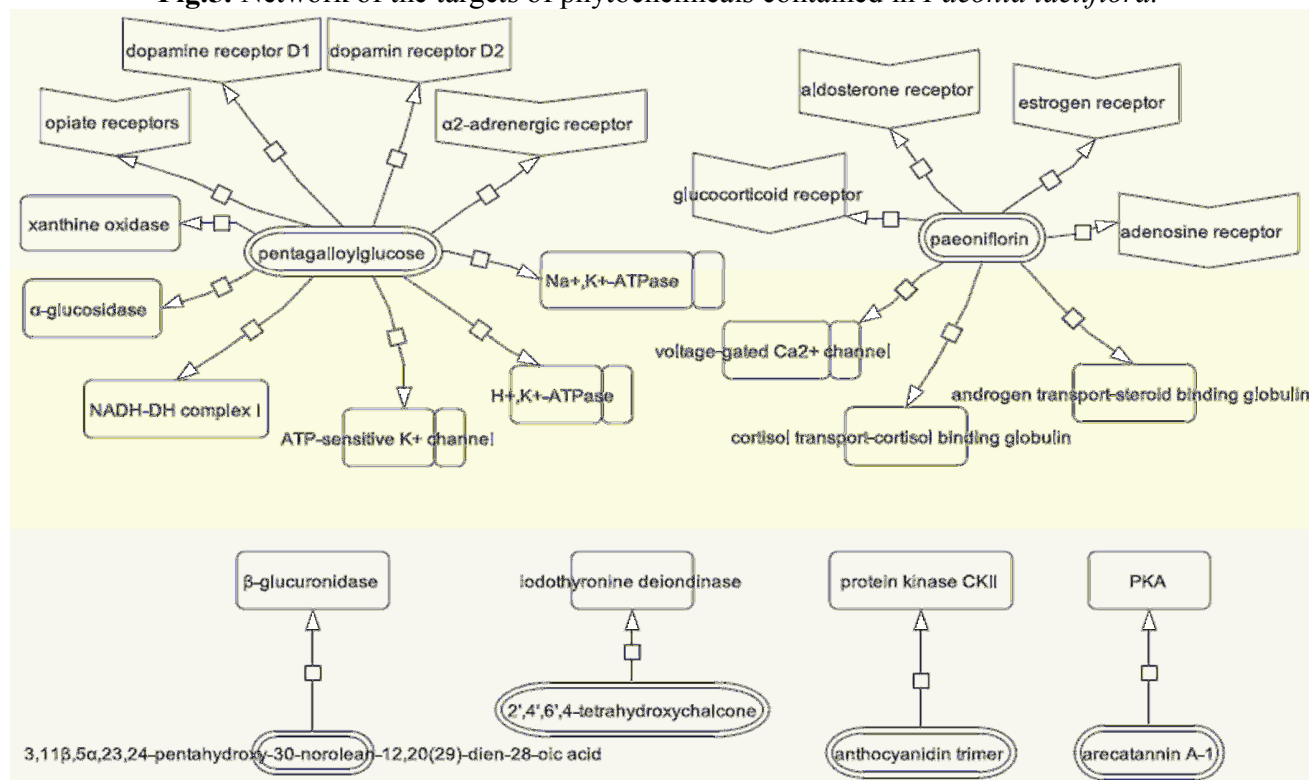 Fig.3. Network of the targets of phytochemicals contained in Paeonia lactiflora.
dopamine receptor D1
dopamin receptor D2
opiate receptors
α2-adrenergic receptor
xanthine oxidase
pentagalloylglucose
α-glucosidase
Na+,K+-ATPase
NADH-DH complex I
H+,K+-ATPase
ATP-sensitive K+ channel
aldosterone receptor
estrogen receptor
glucocorticoid receptor
paeoniflorin
adenosine receptor
voltage-gated Ca2+ channel
androgen transport-steroid binding globulin
cortisol transport-cortisol binding globulin
β-glucuronidase
iodothyronine deiondinase
protein kinase CKII
PKA
3,11β,5α,23,24-pentahydroxy-30-norolean-12,20(29)-dien-28-oic acid
2',4',6',4-tetrahydroxychalcone
anthocyanidin trimer
arecatannin A-1